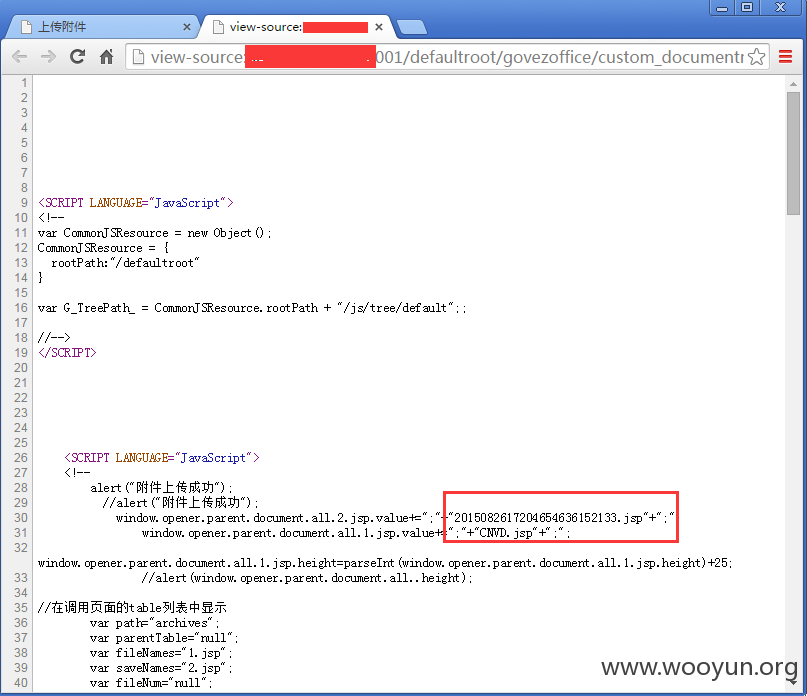 上传附件
view-source:
view-source: 001/defaultroot/govezoffice/custom_documentr
1
2
3
4
5
6
7
8
9 <SCRIPT LANGUAGE="JavaScript">
10 <!--
11 var CommonJSResource = new Object();
12 CommonJSResource = {
13 rootPath:"/defaultroot"
14 }
15
16 var G_TreePath_ = CommonJSResource.rootPath + "/js/tree/default";;
17
18 //-->
19 </SCRIPT>
20
21
22
23
24
25
26 <SCRIPT LANGUAGE="JavaScript">
27 <!--
28 alert("附件上传成功");
29 //alert("附件上传成功");
30 window.opener.parent.document.all.2.jsp.value+=";"+"2015082617204654636152133.jsp"+";"
31 window.opener.parent.document.all.1.jsp.value+=";"+"CNVD.jsp"+";";
32
window.opener.parent.document.all.1.jsp.height=parseInt(window.opener.parent.document.all.1.jsp.height)+25;
33 //alert(window.opener.parent.document.all..height);
34
35 //在调用页面的table列表中显示
36 var path="archives";
37 var parentTable="null";
38 var fileNames="1.jsp";
39 var saveNames="2.jsp";
40 var fileNum="null";
www.wooyun.org